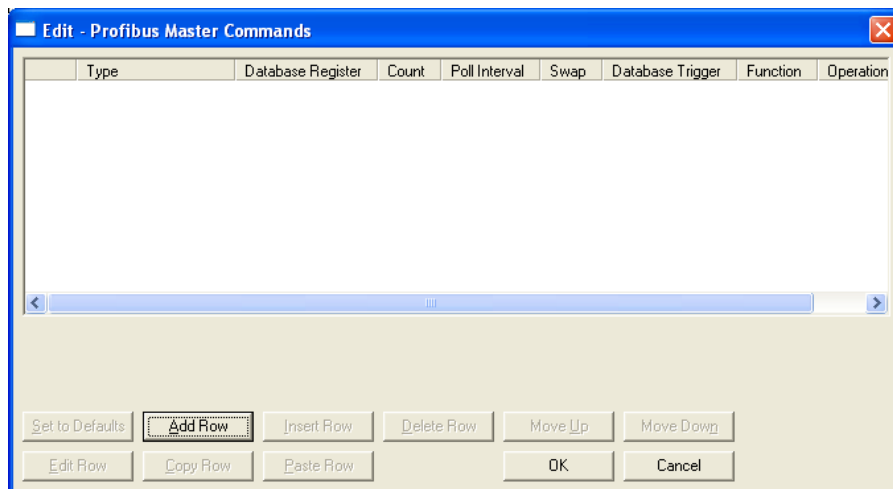 Edit - Profibus Master Commands
Type Database Register Count Poll Interval Swap Database Trigger Function Operation
Set to Defaults Add Row Insert Row Delete Row Move Up Move Down
Edit Row Copy Row Paste Row OK Cancel